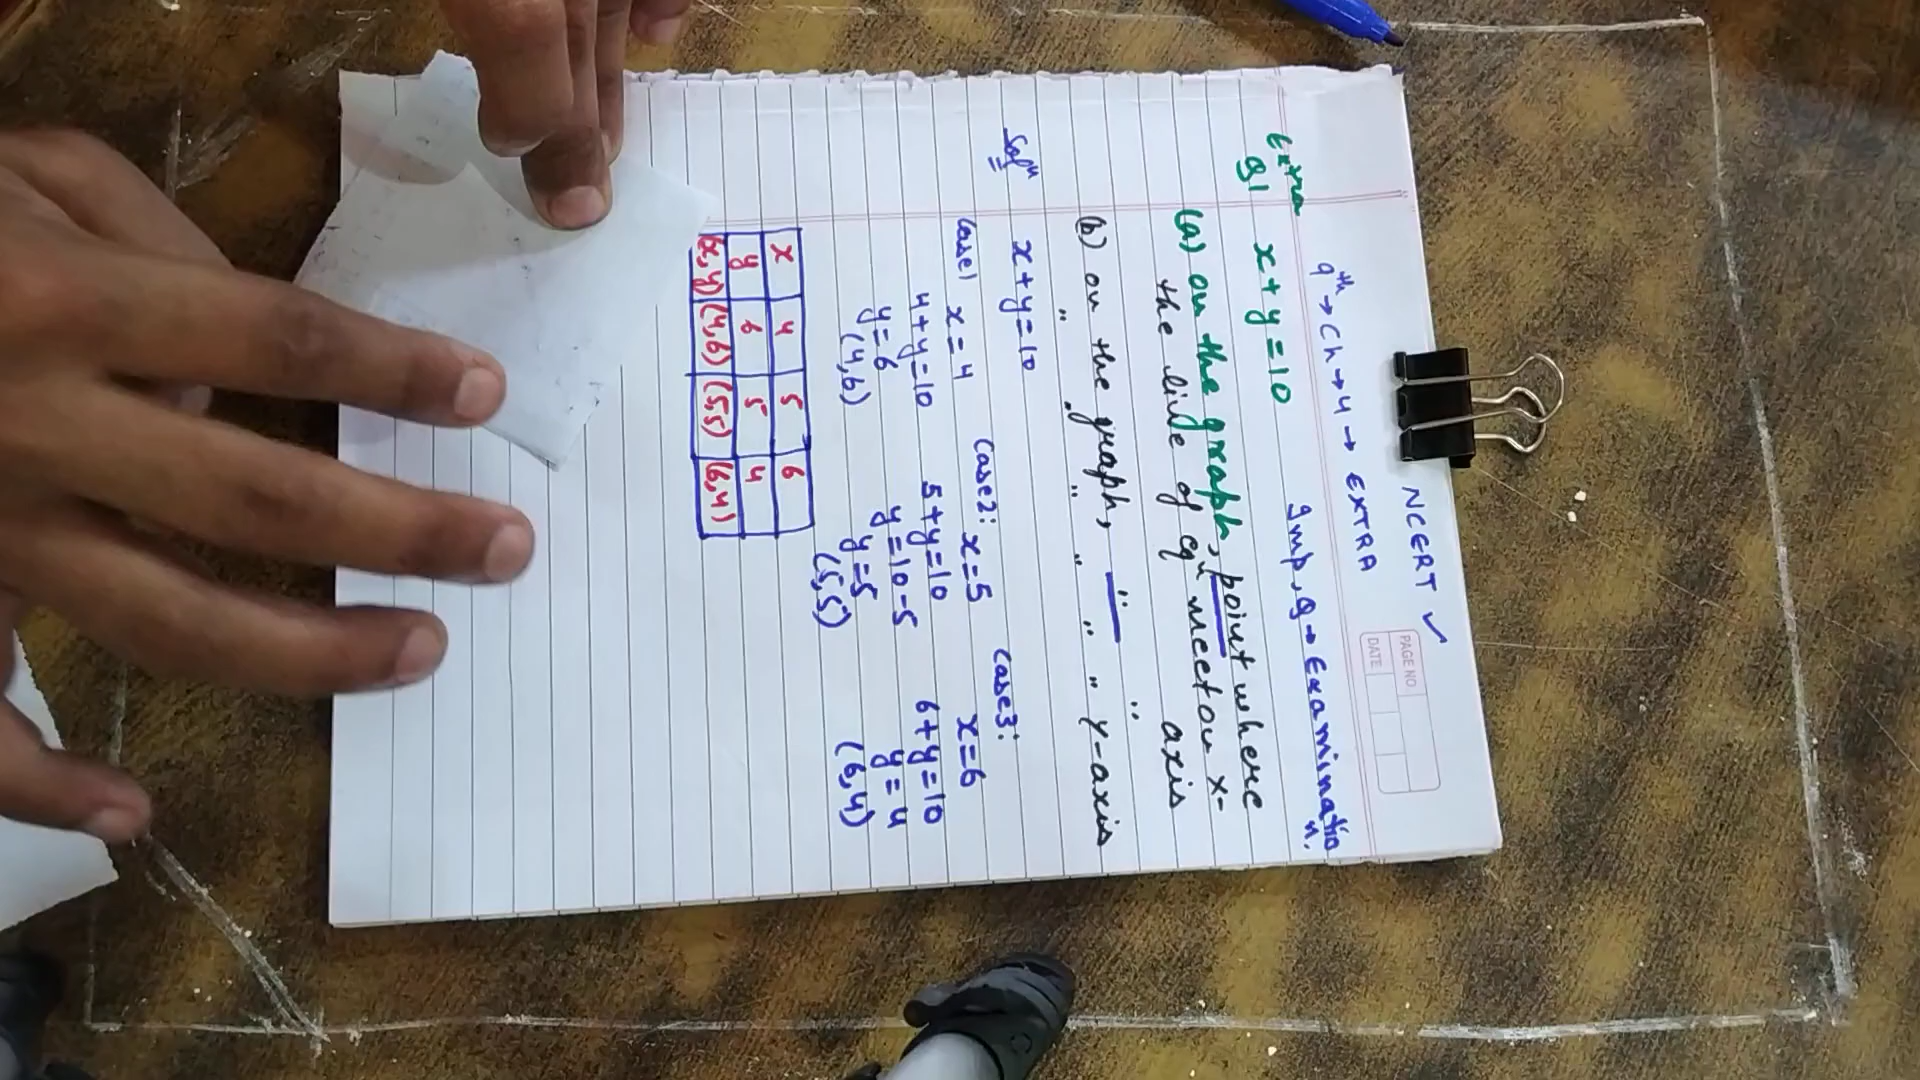 NCERT ✓
9th → Ch → 4 → EXTRA
PAGE NO
DATE
Imp. Q → Examination.
Extra
Q1 x + y = 10
(a) on the graph, point where
the line of eqn meet on x-
axis
(b) on the graph, " "
" " " " " " y-axis
Soln x + y = 10
Case1 x = 4
4 + y = 10
y = 6
(4,6)
Case2: x = 5
5 + y = 10
y = 10 - 5
y = 5
(5,5)
Case3:
x = 6
6 + y = 10
y = 4
(6,4)
x 4 5 6
y 6 5 4
(x,y) (4,6) (5,5) (6,4)